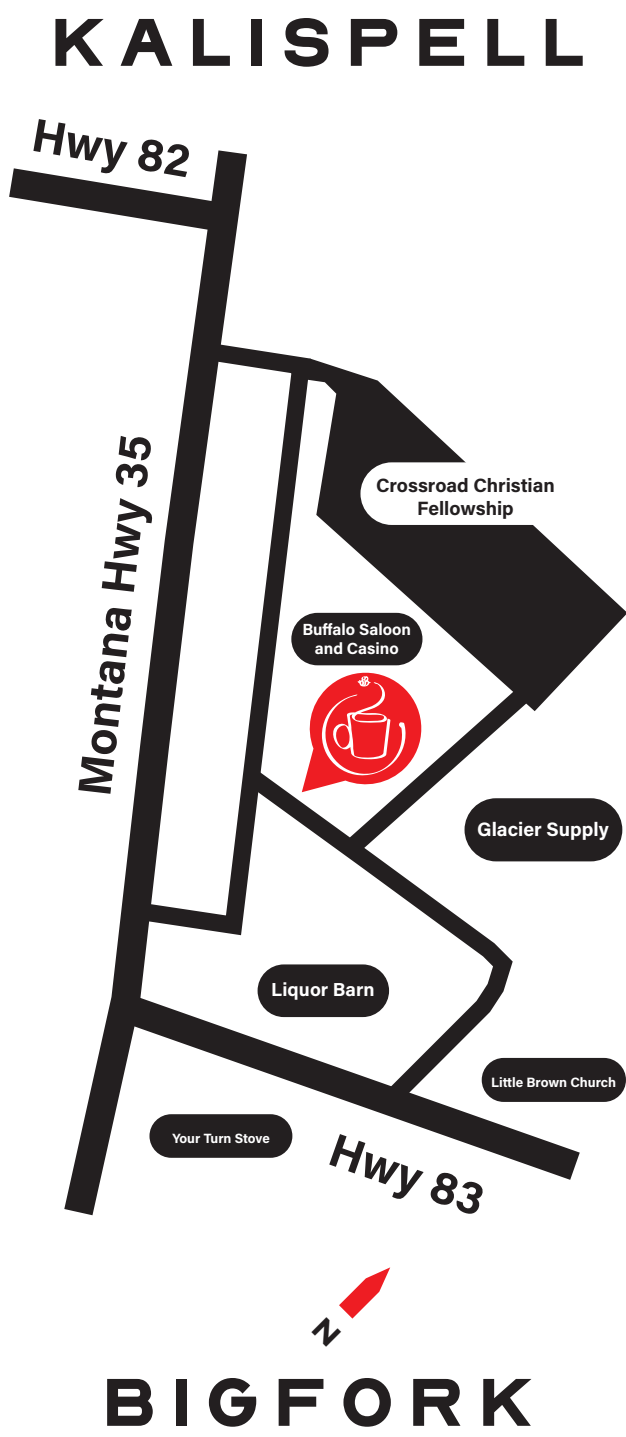 KALISPELL
Hwy 82
Montana Hwy 35
Crossroad Christian
Fellowship
Buffalo Saloon
and Casino
Glacier Supply
Liquor Barn
Little Brown Church
Your Turn Stove
Hwy 83
N
BIGFORK